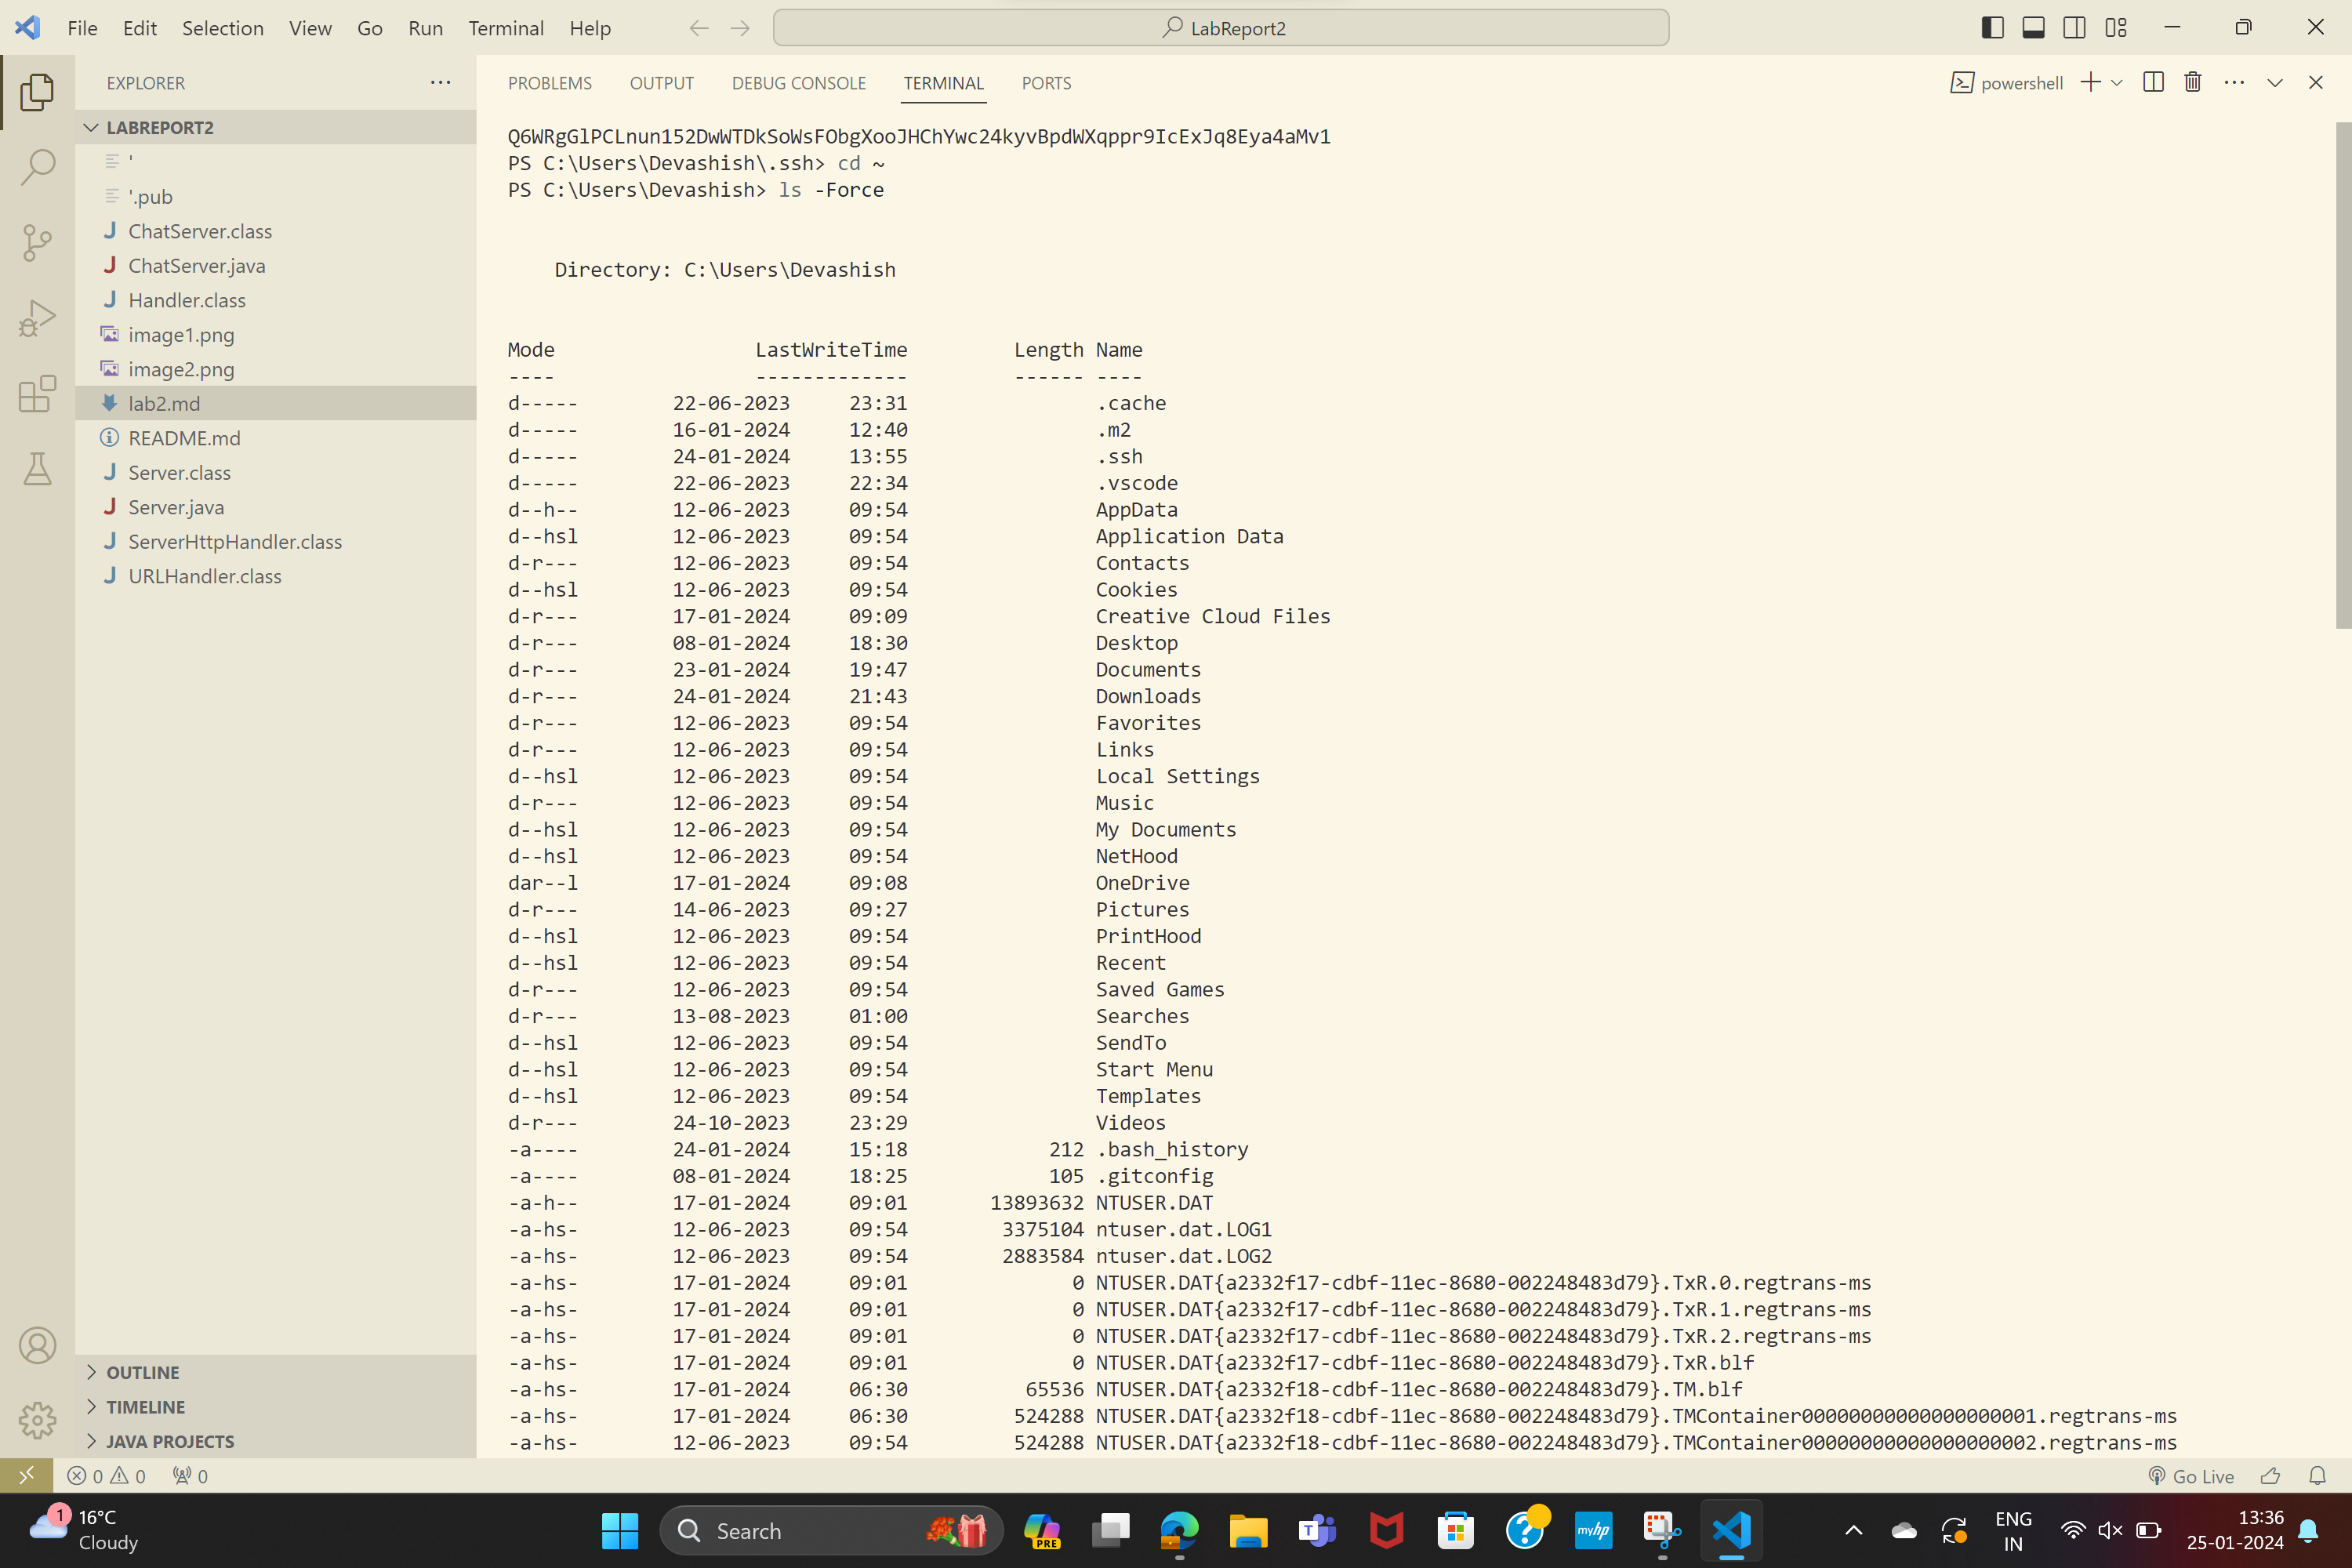 File Edit Selection View Go Run Terminal Help
LabReport2
EXPLORER
LABREPORT2
'
'.pub
ChatServer.class
ChatServer.java
Handler.class
image1.png
image2.png
lab2.md
README.md
Server.class
Server.java
ServerHttpHandler.class
URLHandler.class
OUTLINE
TIMELINE
JAVA PROJECTS
PROBLEMS OUTPUT DEBUG CONSOLE TERMINAL PORTS
powershell
Q6WRgGlPCLnun152DwWTDkSoWsFObgXooJHChYwc24kyvBpdWXqppr9IcExJq8Eya4aMv1
PS C:\Users\Devashish\.ssh> cd ~
PS C:\Users\Devashish> ls -Force
Directory: C:\Users\Devashish
Mode LastWriteTime Length Name
---- ------------- ------ ----
d----- 22-06-2023 23:31 .cache
d----- 16-01-2024 12:40 .m2
d----- 24-01-2024 13:55 .ssh
d----- 22-06-2023 22:34 .vscode
d--h-- 12-06-2023 09:54 AppData
d--hsl 12-06-2023 09:54 Application Data
d-r--- 12-06-2023 09:54 Contacts
d--hsl 12-06-2023 09:54 Cookies
d-r--- 17-01-2024 09:09 Creative Cloud Files
d-r--- 08-01-2024 18:30 Desktop
d-r--- 23-01-2024 19:47 Documents
d-r--- 24-01-2024 21:43 Downloads
d-r--- 12-06-2023 09:54 Favorites
d-r--- 12-06-2023 09:54 Links
d--hsl 12-06-2023 09:54 Local Settings
d-r--- 12-06-2023 09:54 Music
d--hsl 12-06-2023 09:54 My Documents
d--hsl 12-06-2023 09:54 NetHood
dar--l 17-01-2024 09:08 OneDrive
d-r--- 14-06-2023 09:27 Pictures
d--hsl 12-06-2023 09:54 PrintHood
d--hsl 12-06-2023 09:54 Recent
d-r--- 12-06-2023 09:54 Saved Games
d-r--- 13-08-2023 01:00 Searches
d--hsl 12-06-2023 09:54 SendTo
d--hsl 12-06-2023 09:54 Start Menu
d--hsl 12-06-2023 09:54 Templates
d-r--- 24-10-2023 23:29 Videos
-a---- 24-01-2024 15:18 212 .bash_history
-a---- 08-01-2024 18:25 105 .gitconfig
-a-h-- 17-01-2024 09:01 13893632 NTUSER.DAT
-a-hs- 12-06-2023 09:54 3375104 ntuser.dat.LOG1
-a-hs- 12-06-2023 09:54 2883584 ntuser.dat.LOG2
-a-hs- 17-01-2024 09:01 0 NTUSER.DAT{a2332f17-cdbf-11ec-8680-002248483d79}.TxR.0.regtrans-ms
-a-hs- 17-01-2024 09:01 0 NTUSER.DAT{a2332f17-cdbf-11ec-8680-002248483d79}.TxR.1.regtrans-ms
-a-hs- 17-01-2024 09:01 0 NTUSER.DAT{a2332f17-cdbf-11ec-8680-002248483d79}.TxR.2.regtrans-ms
-a-hs- 17-01-2024 09:01 0 NTUSER.DAT{a2332f17-cdbf-11ec-8680-002248483d79}.TxR.blf
-a-hs- 17-01-2024 06:30 65536 NTUSER.DAT{a2332f18-cdbf-11ec-8680-002248483d79}.TM.blf
-a-hs- 17-01-2024 06:30 524288 NTUSER.DAT{a2332f18-cdbf-11ec-8680-002248483d79}.TMContainer00000000000000000001.regtrans-ms
-a-hs- 12-06-2023 09:54 524288 NTUSER.DAT{a2332f18-cdbf-11ec-8680-002248483d79}.TMContainer00000000000000000002.regtrans-ms
0 0 0
Go Live
1
16°C
Cloudy
Search
PRE
T
?
myhp
ENG
IN
13:36
25-01-2024